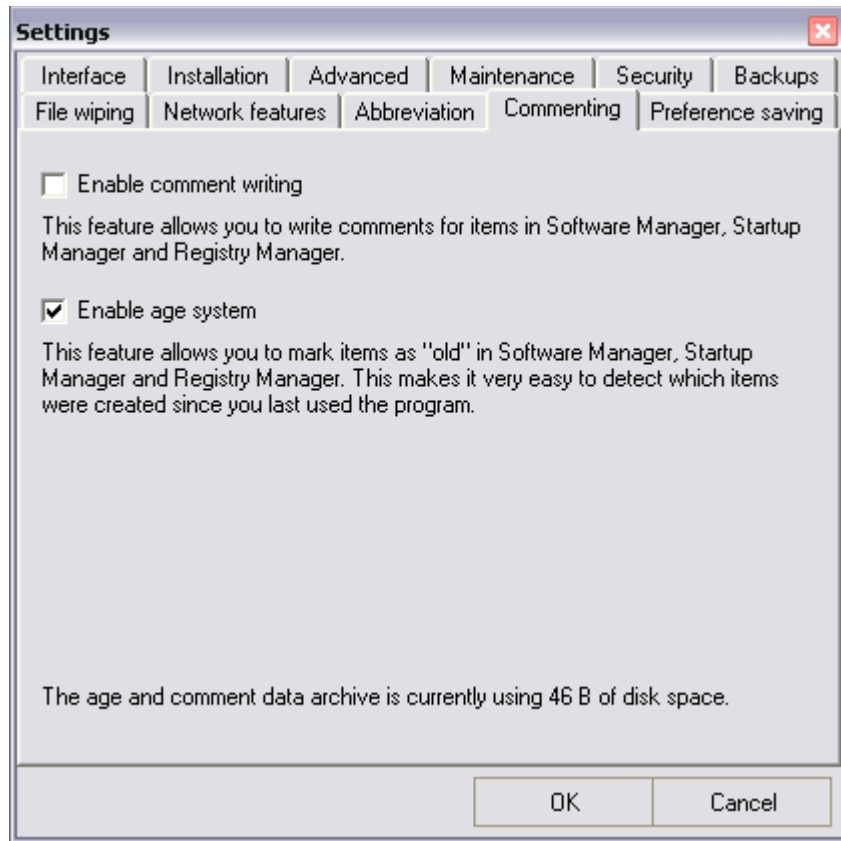 Settings
Interface Installation Advanced Maintenance Security Backups
File wiping Network features Abbreviation Commenting Preference saving
Enable comment writing
This feature allows you to write comments for items in Software Manager, Startup
Manager and Registry Manager.
Enable age system
This feature allows you to mark items as "old" in Software Manager, Startup
Manager and Registry Manager. This makes it very easy to detect which items
were created since you last used the program.
The age and comment data archive is currently using 46 B of disk space.
OK Cancel